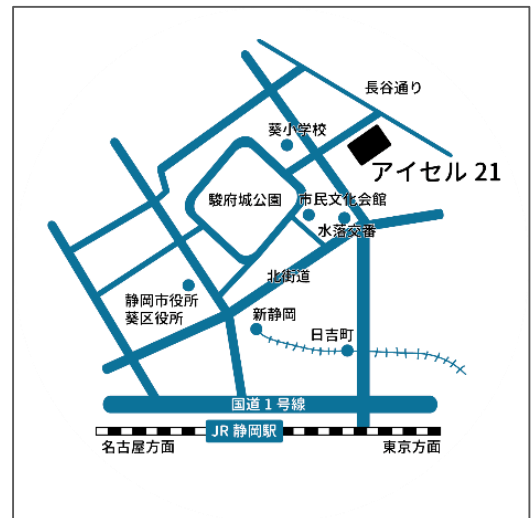 長谷通り
葵小学校
アイセル 21
駿府城公園
市民文化会館
水落交番
北街道
静岡市役所
葵区役所
新静岡
日吉町
国道 1 号線
JR 静岡駅
名古屋方面
東京方面